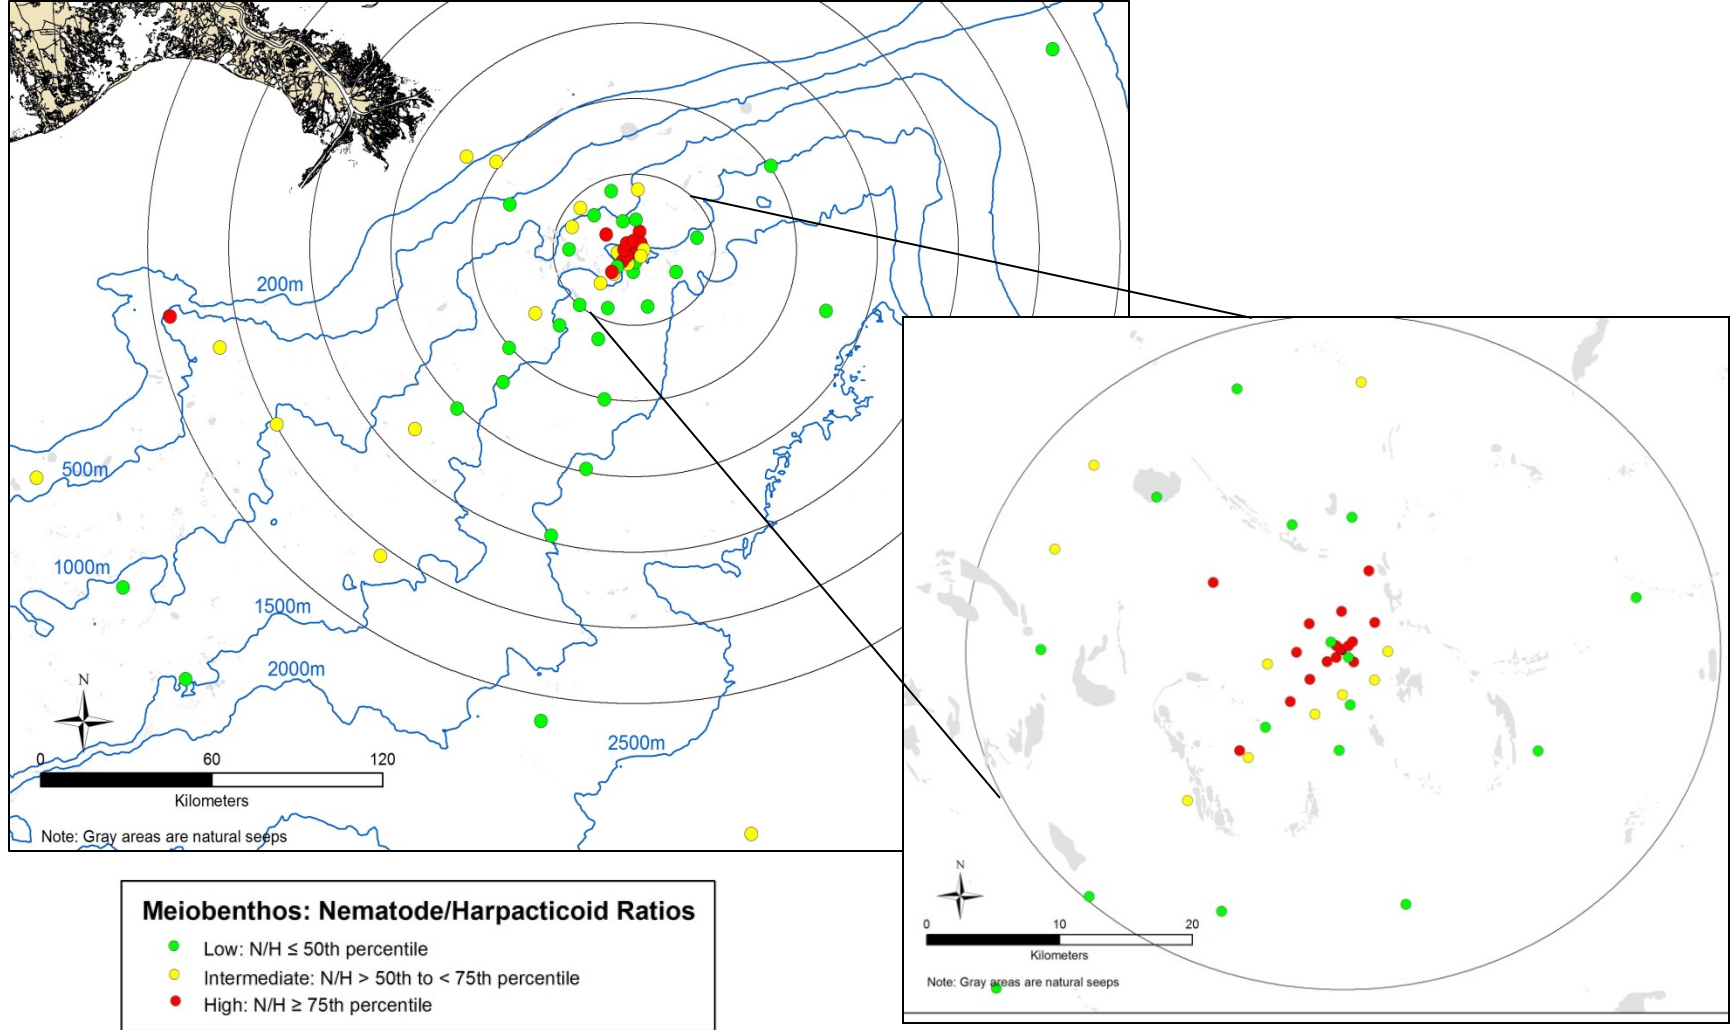 200m
500m
1000m
1500m
2000m
2500m
N
0 60 120
Kilometers
Note: Gray areas are natural seeps
N
0 10 20
Kilometers
Note: Gray areas are natural seeps
Meiobenthos: Nematode/Harpacticoid Ratios
Low: N/H ≤ 50th percentile
Intermediate: N/H > 50th to < 75th percentile
High: N/H ≥ 75th percentile